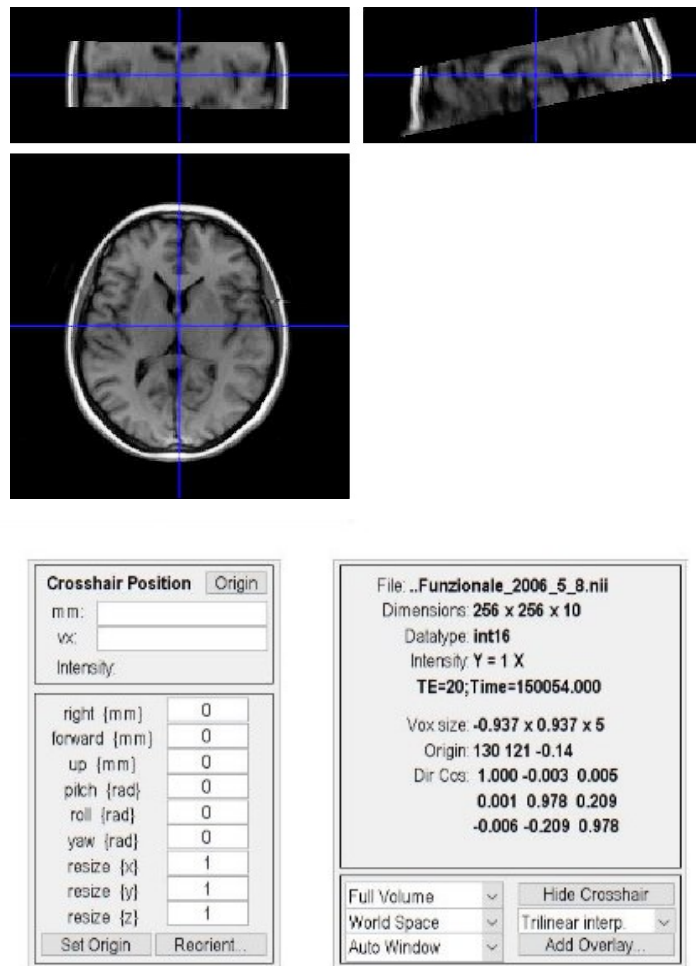 Crosshair Position Origin
mm:
vx:
Intensity:
right {mm} 0
forward {mm} 0
up {mm} 0
pitch {rad} 0
roll {rad} 0
yaw {rad} 0
resize {x} 1
resize {y} 1
resize {z} 1
Set Origin Reorient...
File: ..Funzionale_2006_5_8.nii
Dimensions: 256 x 256 x 10
Datatype: int16
Intensity: Y = 1 X
TE=20;Time=150054.000
Vox size: -0.937 x 0.937 x 5
Origin: 130 121 -0.14
Dir Cos: 1.000 -0.003 0.005
0.001 0.978 0.209
-0.006 -0.209 0.978
Full Volume Hide Crosshair
World Space Trilinear interp.
Auto Window Add Overlay...